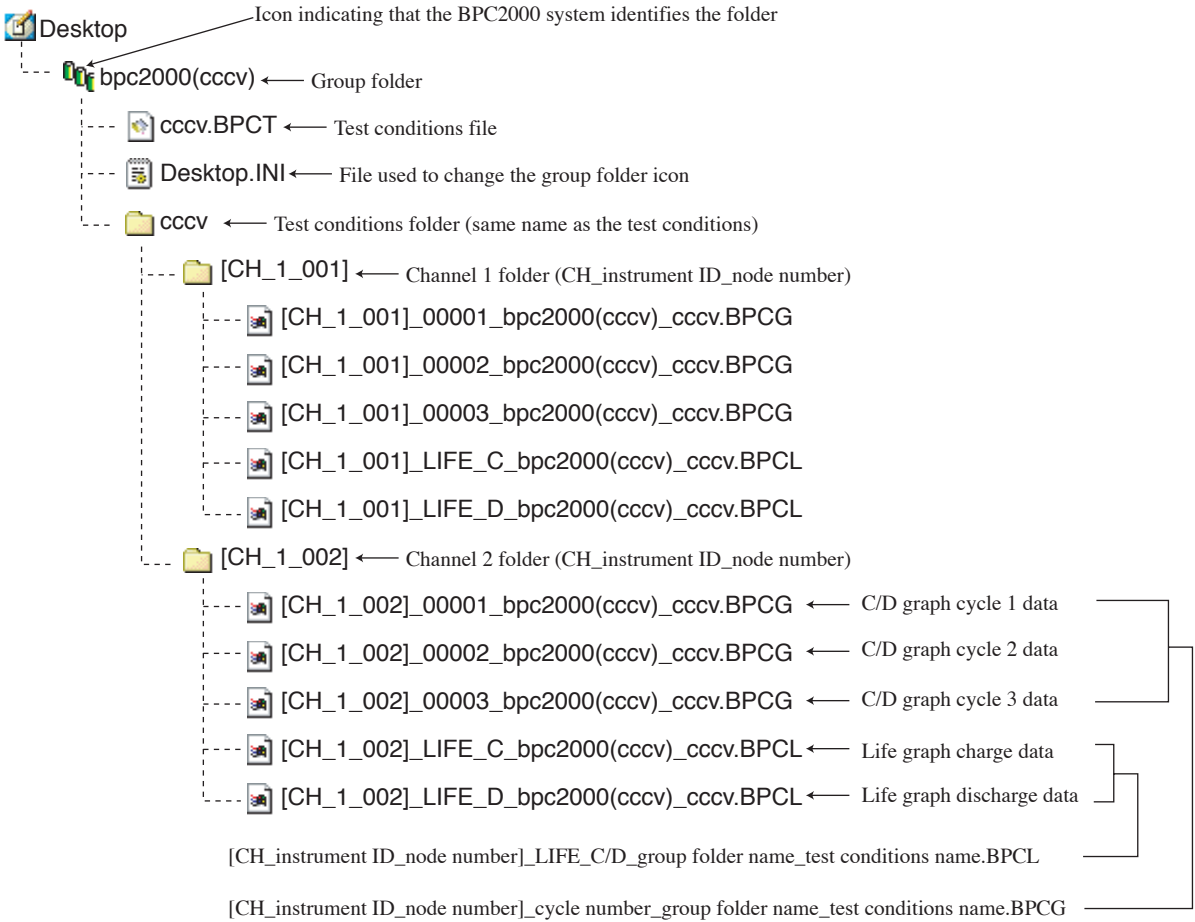 Icon indicating that the BPC2000 system identifies the folder
Desktop
bpc2000(cccv) Group folder
cccv.BPCT Test conditions file
Desktop.INI File used to change the group folder icon
cccv Test conditions folder (same name as the test conditions)
[CH_1_001] Channel 1 folder (CH_instrument ID_node number)
[CH_1_001]_00001_bpc2000(cccv)_cccv.BPCG
[CH_1_001]_00002_bpc2000(cccv)_cccv.BPCG
[CH_1_001]_00003_bpc2000(cccv)_cccv.BPCG
[CH_1_001]_LIFE_C_bpc2000(cccv)_cccv.BPCL
[CH_1_001]_LIFE_D_bpc2000(cccv)_cccv.BPCL
[CH_1_002] Channel 2 folder (CH_instrument ID_node number)
[CH_1_002]_00001_bpc2000(cccv)_cccv.BPCG C/D graph cycle 1 data
[CH_1_002]_00002_bpc2000(cccv)_cccv.BPCG C/D graph cycle 2 data
[CH_1_002]_00003_bpc2000(cccv)_cccv.BPCG C/D graph cycle 3 data
[CH_1_002]_LIFE_C_bpc2000(cccv)_cccv.BPCL Life graph charge data
[CH_1_002]_LIFE_D_bpc2000(cccv)_cccv.BPCL Life graph discharge data
[CH_instrument ID_node number]_LIFE_C/D_group folder name_test conditions name.BPCL
[CH_instrument ID_node number]_cycle number_group folder name_test conditions name.BPCG